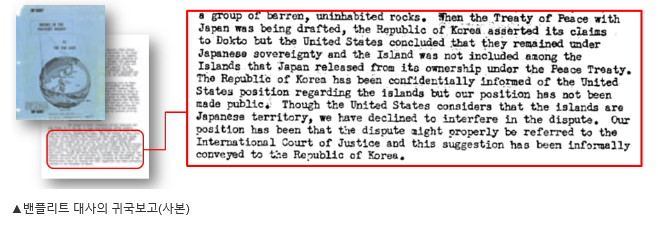 a group of barren, uninhabited rocks. When the Treaty of Peace with
Japan was being drafted, the Republic of Korea asserted its claims
to Dokto but the United States concluded that they remained under
Japanese sovereignty and the Island was not included among the
Islands that Japan released from its ownership under the Peace Treaty.
The Republic of Korea has been confidentially informed of the United
States position regarding the islands but our position has not been
made public. Though the United States considers that the islands are
Japanese territory, we have declined to interfere in the dispute. Our
position has been that the dispute might properly be referred to the
International Court of Justice and this suggestion has been informally
conveyed to the Republic of Korea.
▲밴플리트 대사의 귀국보고(사본)